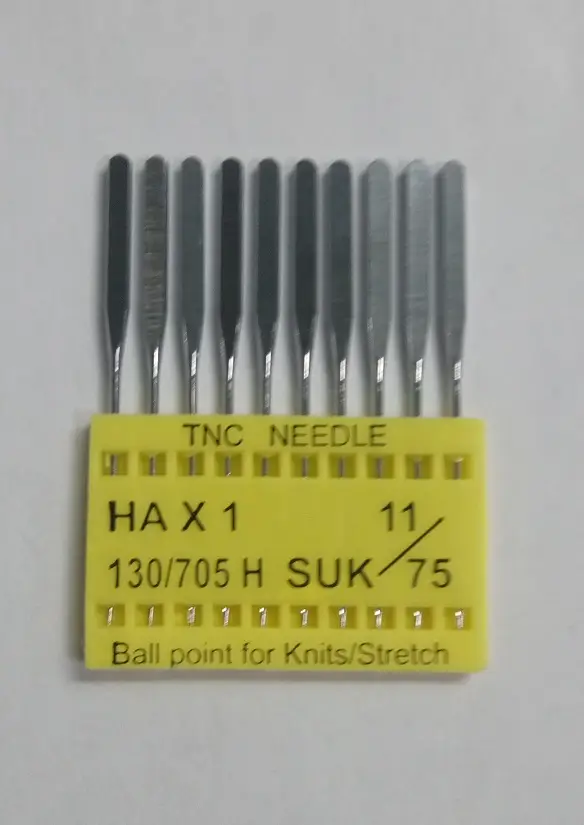 TNC NEEDLE
HA X 1 11/
130/705 H SUK 75
Ball point for Knits/Stretch